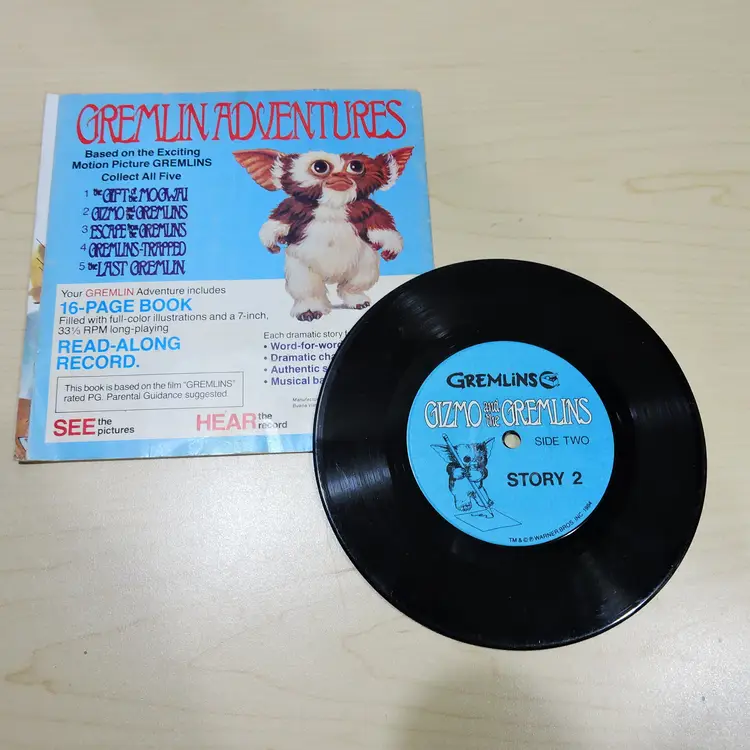 GREMLIN ADVENTURES
Based on the Exciting
Motion Picture GREMLINS
Collect All Five
1 the GIFT of the MOGWAI
2 GIZMO and the GREMLINS
3 ESCAPE from the GREMLINS
4 GREMLINS-TRAPPED
5 the LAST GREMLIN
Your GREMLIN Adventure includes
16-PAGE BOOK
Filled with full-color illustrations and a 7-inch,
33⅓ RPM long-playing
READ-ALONG
RECORD.
This book is based on the film "GREMLINS"
rated PG. Parental Guidance suggested
SEE the pictures
HEAR the record
Each dramatic story
• Word-for-word
• Dramatic
• Authentic
• Musical
GREMLINS
GIZMO and the GREMLINS
SIDE TWO
STORY 2
TM & © ℗ WARNER BROS. INC. 1984